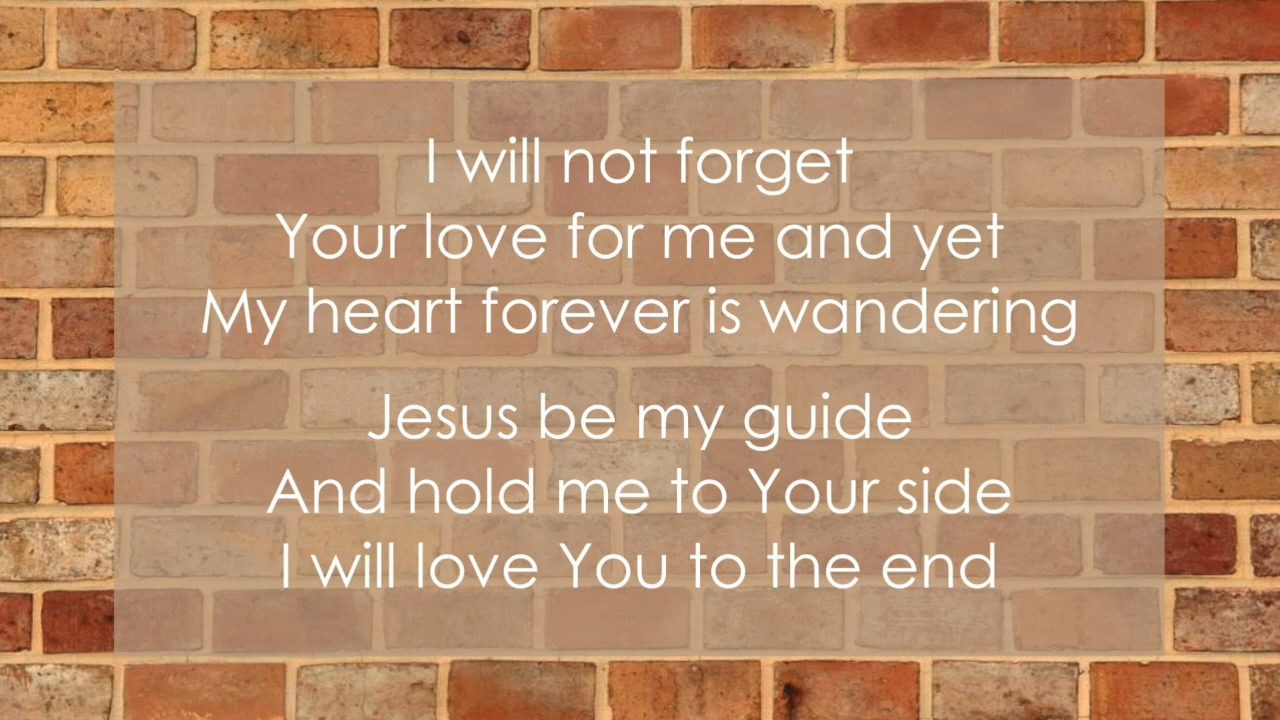 I will not forget
Your love for me and yet
My heart forever is wandering
Jesus be my guide
And hold me to Your side
I will love You to the end